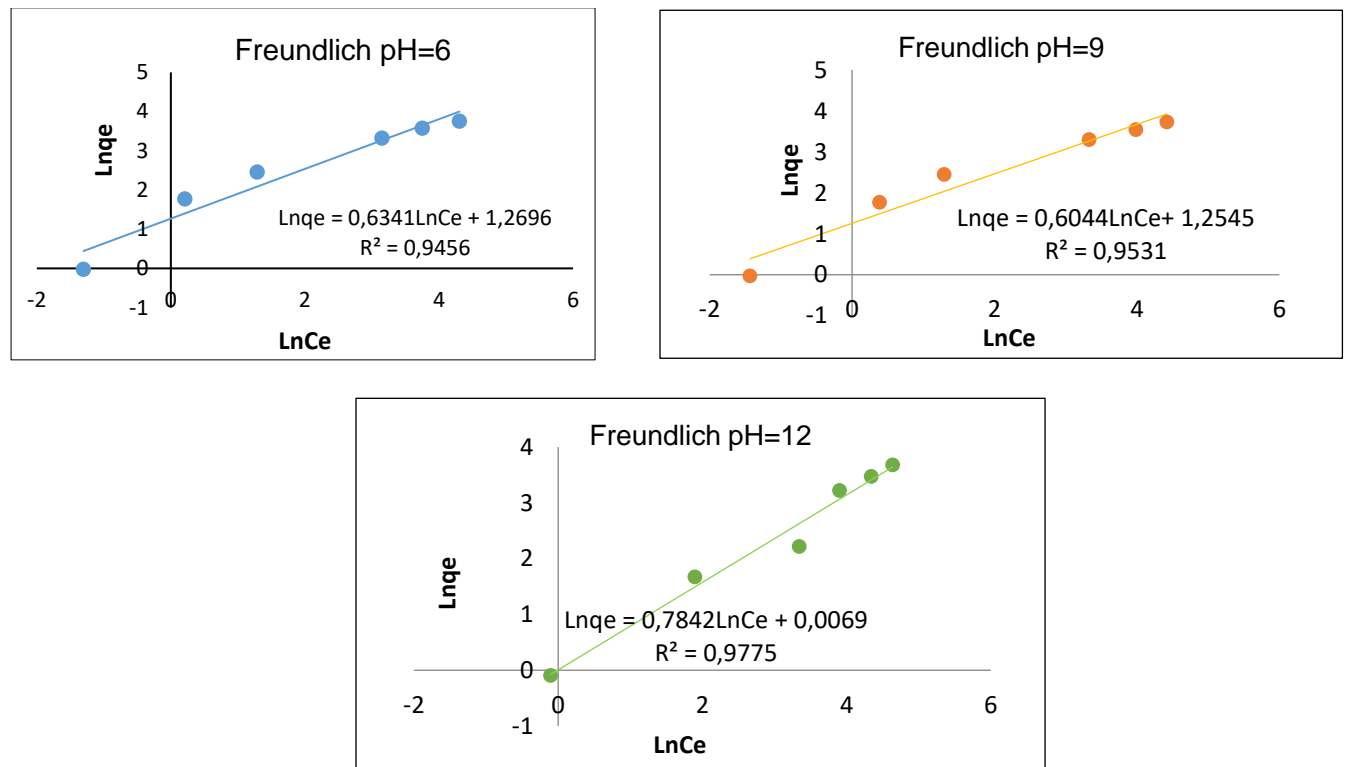 Freundlich pH=6
5
4
3
2
1
0
-1
-2
0
2
4
6
Lnqe
Lnqe = 0,6341LnCe + 1,2696
R² = 0,9456
LnCe
Freundlich pH=9
5
4
3
2
1
0
-1
-2
0
2
4
6
Lnqe
Lnqe = 0,6044LnCe+ 1,2545
R² = 0,9531
LnCe
Freundlich pH=12
4
3
2
1
0
-1
-2
0
2
4
6
Lnqe
Lnqe = 0,7842LnCe + 0,0069
R² = 0,9775
LnCe